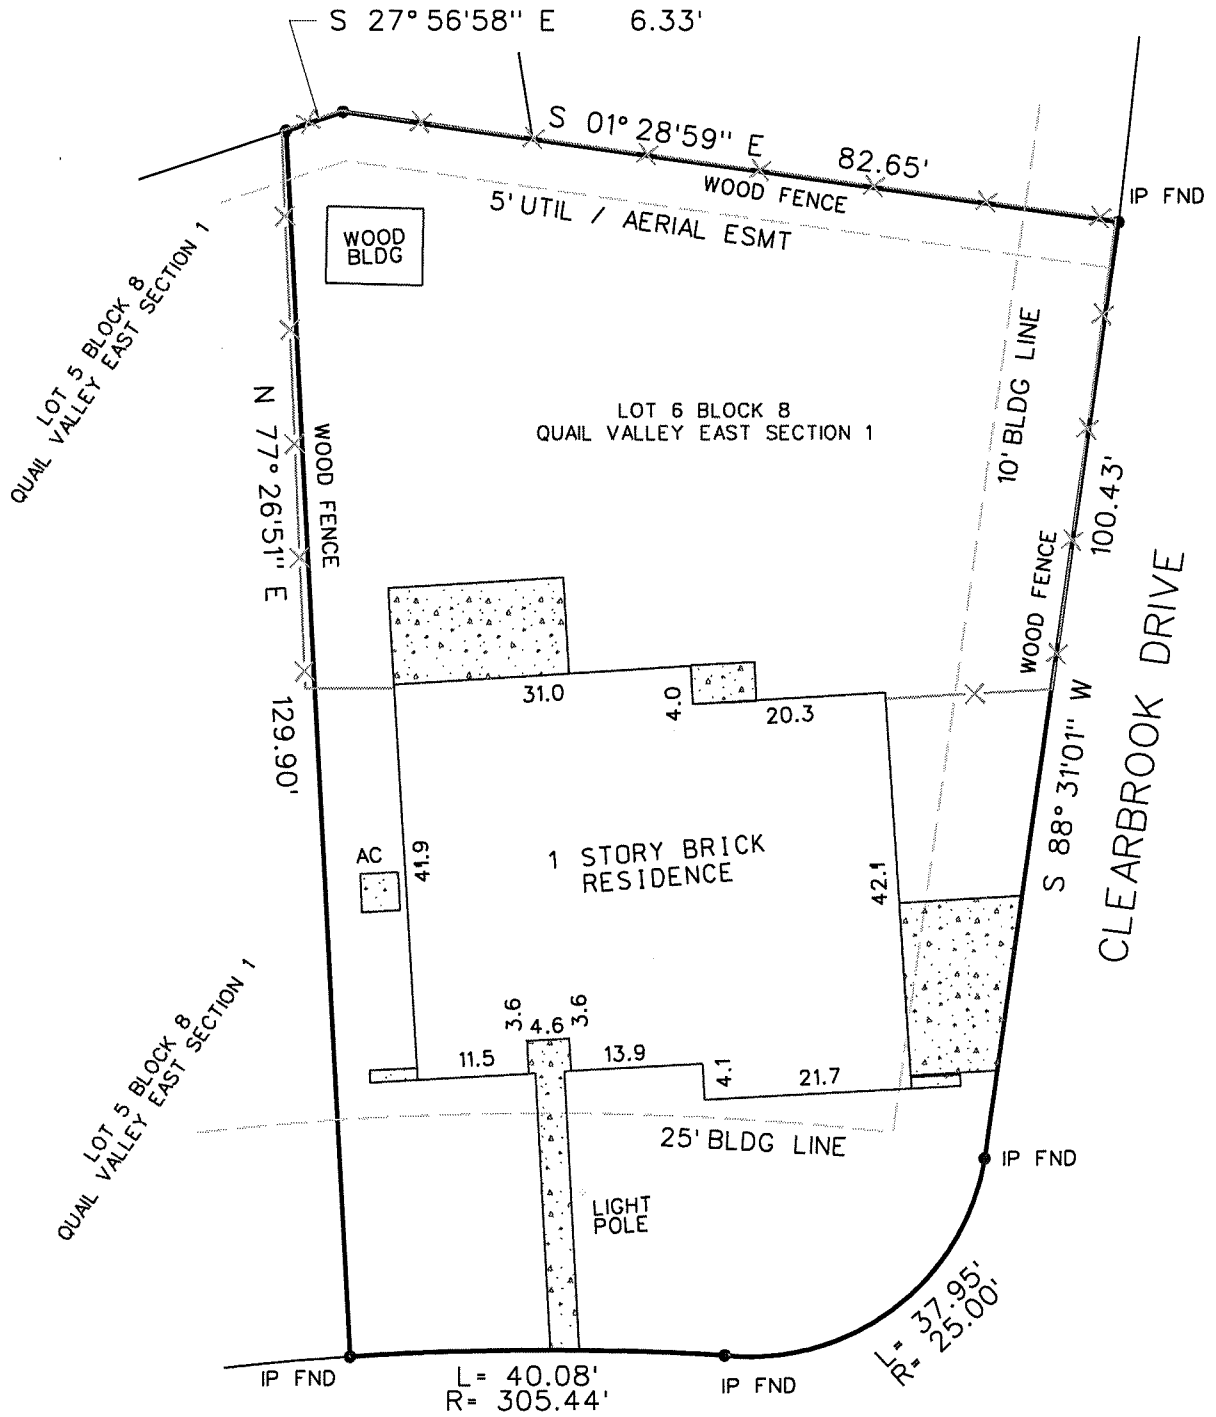 S 27° 56'58" E 6.33'
S 01° 28'59" E 82.65'
WOOD FENCE
IP FND
5' UTIL / AERIAL ESMT
WOOD
BLDG
LOT 5 BLOCK 8
QUAIL VALLEY EAST SECTION 1
N 77° 26'51" E
129.90'
WOOD FENCE
LOT 6 BLOCK 8
QUAIL VALLEY EAST SECTION 1
10' BLDG LINE
100.43'
WOOD FENCE
S 88° 31'01" W
CLEARBROOK DRIVE
31.0
4.0
20.3
AC
41.9
1 STORY BRICK
RESIDENCE
42.1
3.6
4.6
3.6
11.5
13.9
4.1
21.7
LOT 5 BLOCK 8
QUAIL VALLEY EAST SECTION 1
25' BLDG LINE
IP FND
LIGHT
POLE
L= 37.95'
R= 25.00'
IP FND
L= 40.08'
R= 305.44'
IP FND